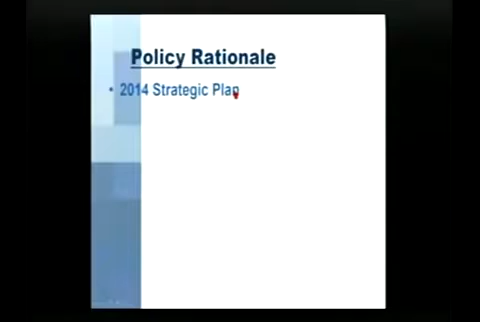 Policy Rationale
• 2014 Strategic Plan